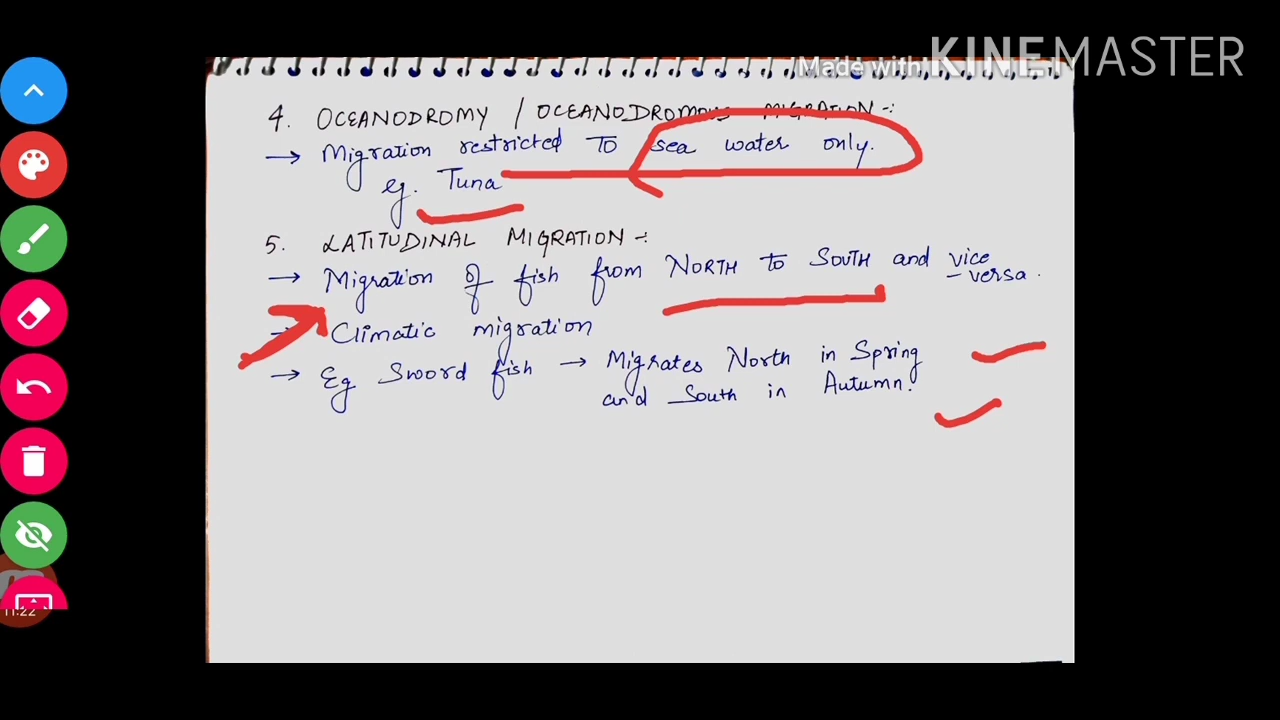 Made with KINEMASTER
4. OCEANODROMY / OCEANODROMOUS MIGRATION -:
→ Migration restricted to sea water only.
eg. Tuna
5. LATITUDINAL MIGRATION -:
→ Migration of fish from NORTH to SOUTH and vice
-versa.
→ Climatic migration
→ Eg Sword fish → Migrates North in Spring
and South in Autumn.
11:22